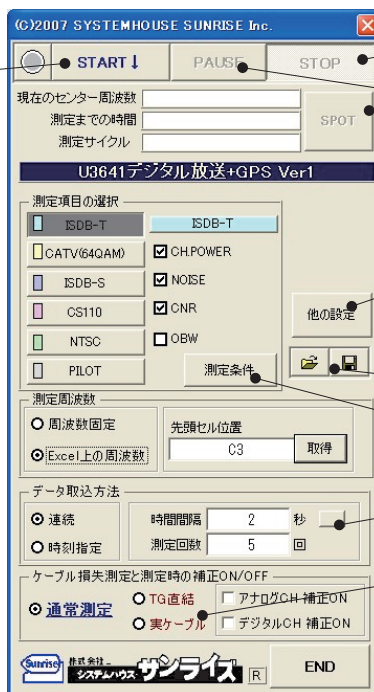 (C)2007 SYSTEMHOUSE SUNRISE Inc.
START↓ PAUSE STOP
現在のセンター周波数
測定までの時間 SPOT
測定サイクル
U3641デジタル放送+GPS Ver1
測定項目の選択
ISDB-T ISDB-T
CATV(64QAM) CH.POWER
ISDB-S NOISE
CS110 CNR 他の設定
NTSC OBW
PILOT 測定条件
測定周波数
周波数固定 先頭セル位置
Excel上の周波数 C3 取得
データ取込方法
連続 時間間隔 2 秒
時刻指定 測定回数 5 回
ケーブル損失測定と測定時の補正ON/OFF
通常測定 TG直結 アナログCH 補正ON
実ケーブル デジタルCH 補正ON
Sunrise 株式会社 システムハウス サンライズ R END